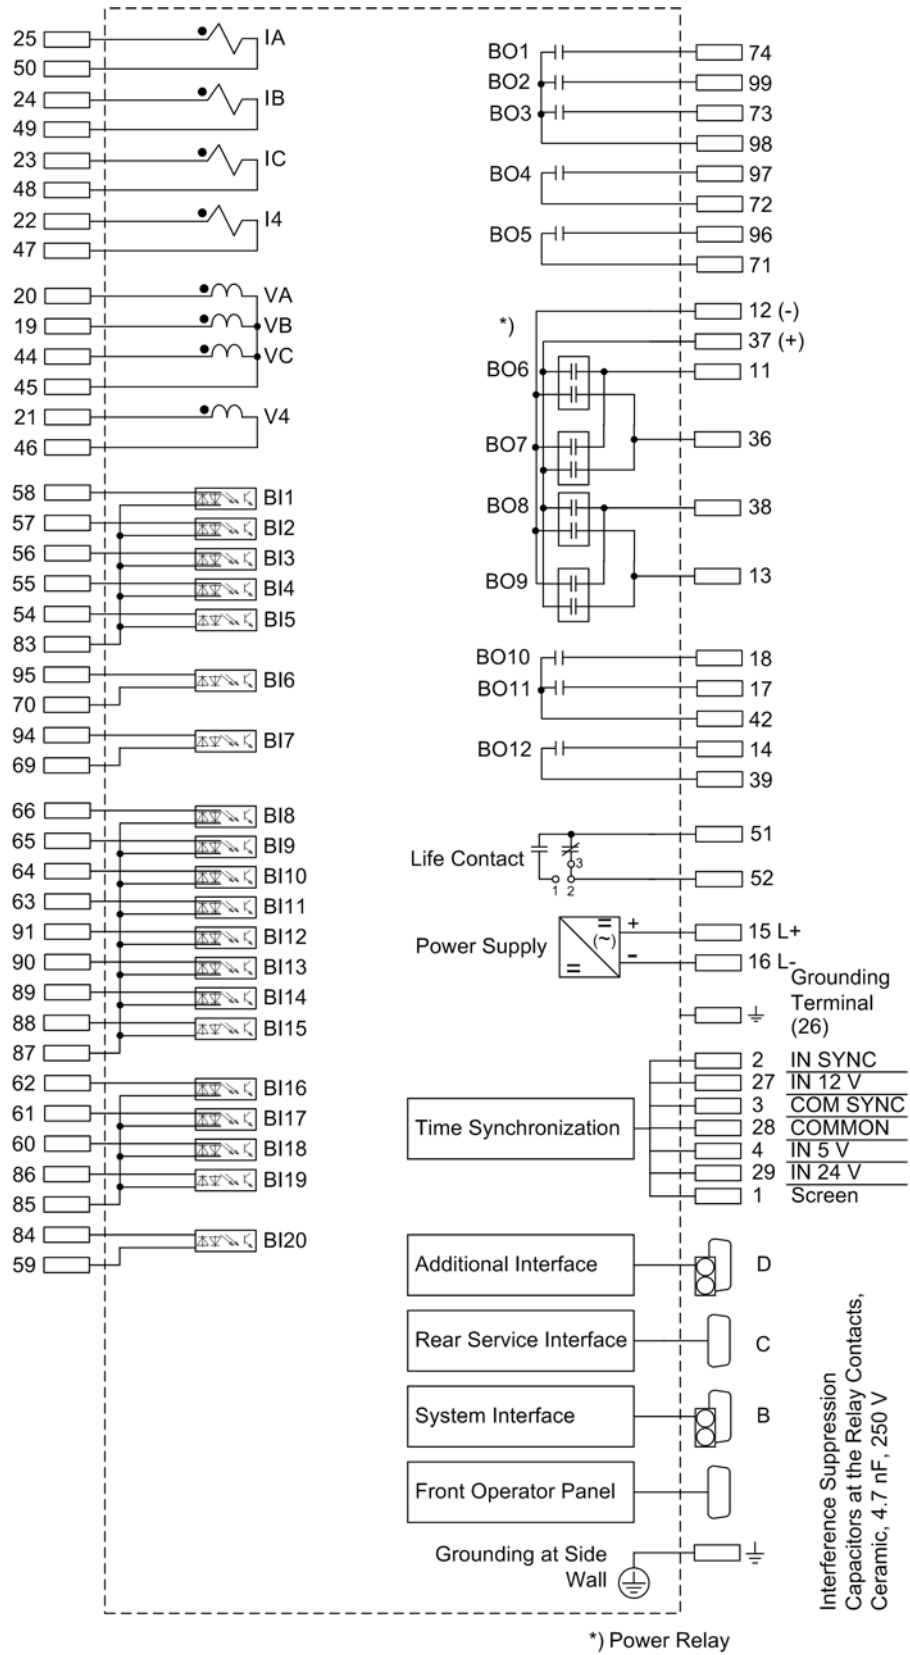 25 IA
50
24 IB
49
23 IC
48
22 I4
47
20 VA
19 VB
44 VC
45
21 V4
46
58 BI1
57 BI2
56 BI3
55 BI4
54 BI5
83
95 BI6
70
94 BI7
69
66 BI8
65 BI9
64 BI10
63 BI11
91 BI12
90 BI13
89 BI14
88 BI15
87
62 BI16
61 BI17
60 BI18
86 BI19
85
84 BI20
59
BO1 74
BO2 99
BO3 73
98
BO4 97
72
BO5 96
71
*) 12 (-)
37 (+)
BO6 11
BO7 36
BO8 38
BO9 13
BO10 18
BO11 17
42
BO12 14
39
51
Life Contact
3
1 2
52
Power Supply
= (~) =
+ 15 L+
- 16 L-
Grounding
Terminal
(26)
Time Synchronization
2 IN SYNC
27 IN 12 V
3 COM SYNC
28 COMMON
4 IN 5 V
29 IN 24 V
1 Screen
Additional Interface D
Rear Service Interface C
System Interface B
Front Operator Panel
Grounding at Side
Wall
Interference Suppression
Capacitors at the Relay Contacts,
Ceramic, 4.7 nF, 250 V
*) Power Relay